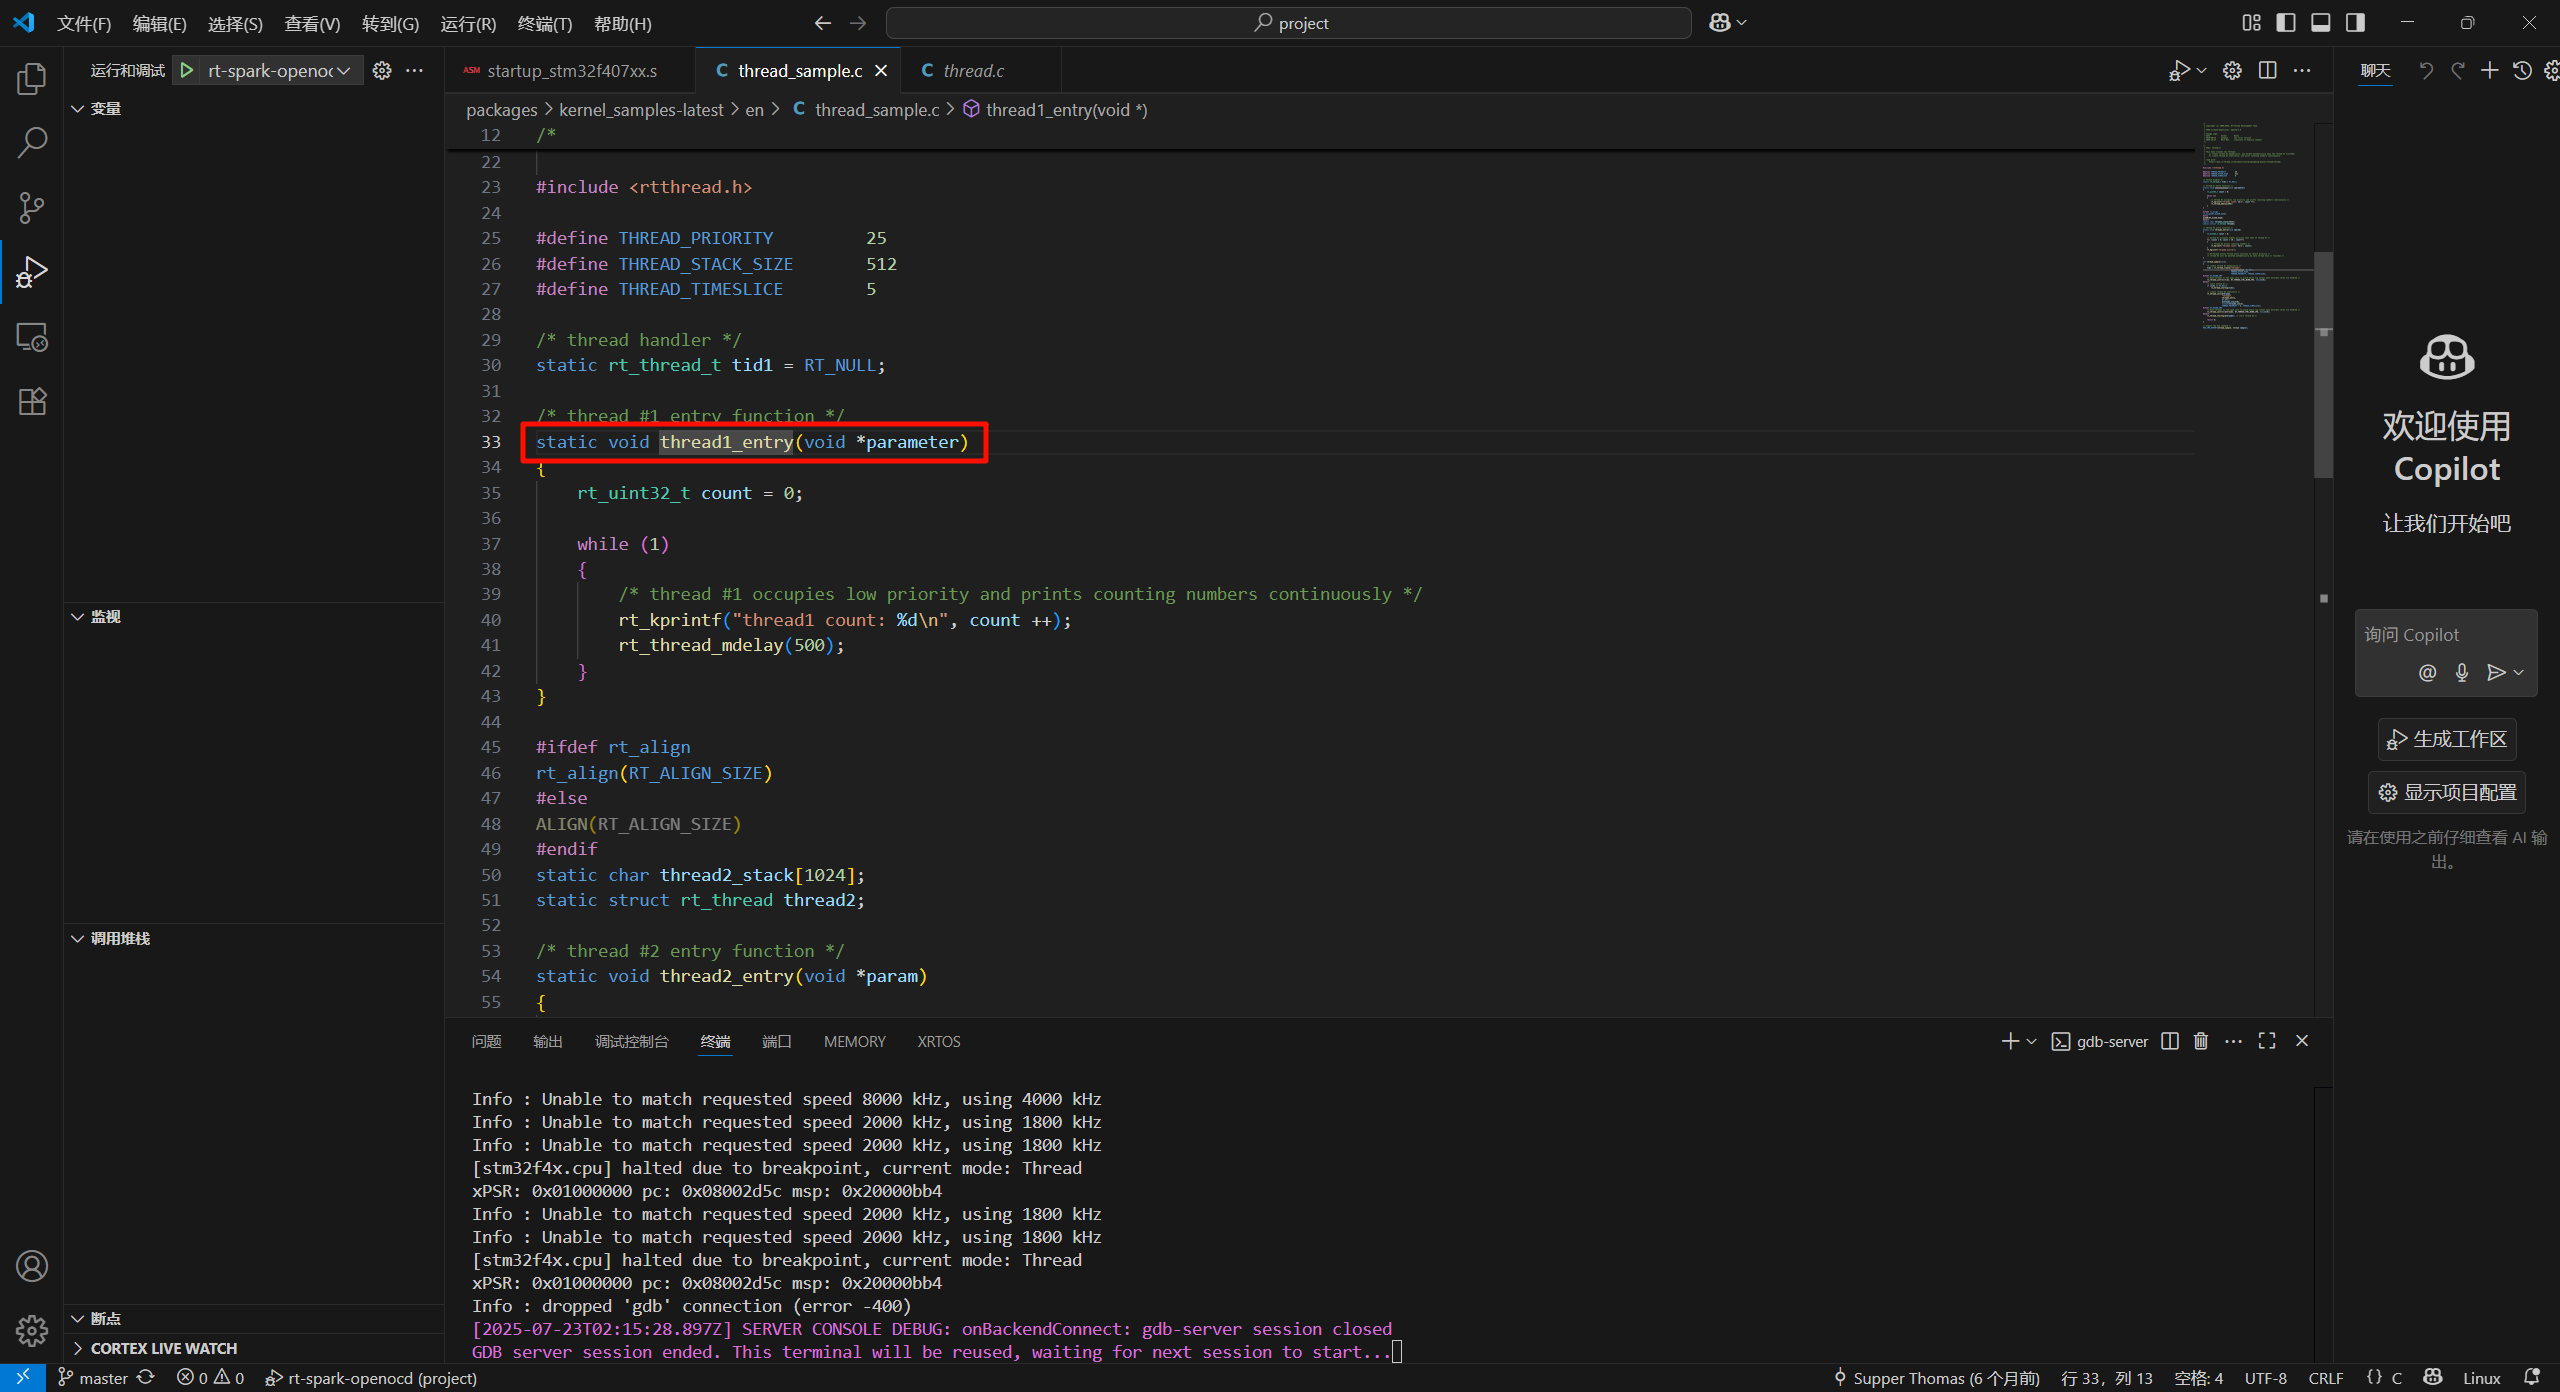 文件(F) 编辑(E) 选择(S) 查看(V) 转到(G) 运行(R) 终端(T) 帮助(H)
project
运行和调试
rt-spark-openoc
变量
监视
调用堆栈
断点
CORTEX LIVE WATCH
ASM startup_stm32f407xx.s
C thread_sample.c
C thread.c
packages > kernel_samples-latest > en > C thread_sample.c > thread1_entry(void *)
12 /*
22
23 #include <rtthread.h>
24
25 #define THREAD_PRIORITY         25
26 #define THREAD_STACK_SIZE       512
27 #define THREAD_TIMESLICE        5
28
29 /* thread handler */
30 static rt_thread_t tid1 = RT_NULL;
31
32 /* thread #1 entry function */
33 static void thread1_entry(void *parameter)
34 {
35     rt_uint32_t count = 0;
36
37     while (1)
38     {
39         /* thread #1 occupies low priority and prints counting numbers continuously */
40         rt_kprintf("thread1 count: %d\n", count ++);
41         rt_thread_mdelay(500);
42     }
43 }
44
45 #ifdef rt_align
46 rt_align(RT_ALIGN_SIZE)
47 #else
48 ALIGN(RT_ALIGN_SIZE)
49 #endif
50 static char thread2_stack[1024];
51 static struct rt_thread thread2;
52
53 /* thread #2 entry function */
54 static void thread2_entry(void *param)
55 {
问题 输出 调试控制台 终端 端口 MEMORY XRTOS
gdb-server
Info : Unable to match requested speed 8000 kHz, using 4000 kHz
Info : Unable to match requested speed 2000 kHz, using 1800 kHz
Info : Unable to match requested speed 2000 kHz, using 1800 kHz
[stm32f4x.cpu] halted due to breakpoint, current mode: Thread
xPSR: 0x01000000 pc: 0x08002d5c msp: 0x20000bb4
Info : Unable to match requested speed 2000 kHz, using 1800 kHz
Info : Unable to match requested speed 2000 kHz, using 1800 kHz
[stm32f4x.cpu] halted due to breakpoint, current mode: Thread
xPSR: 0x01000000 pc: 0x08002d5c msp: 0x20000bb4
Info : dropped 'gdb' connection (error -400)
[2025-07-23T02:15:28.897Z] SERVER CONSOLE DEBUG: onBackendConnect: gdb-server session closed
GDB server session ended. This terminal will be reused, waiting for next session to start...
聊天
欢迎使用
Copilot
让我们开始吧
询问 Copilot
生成工作区
显示项目配置
请在使用之前仔细查看 AI 输
出。
master
0 0
rt-spark-openocd (project)
Supper Thomas (6 个月前)
行 33，列 13
空格: 4
UTF-8
CRLF
{} C
Linux